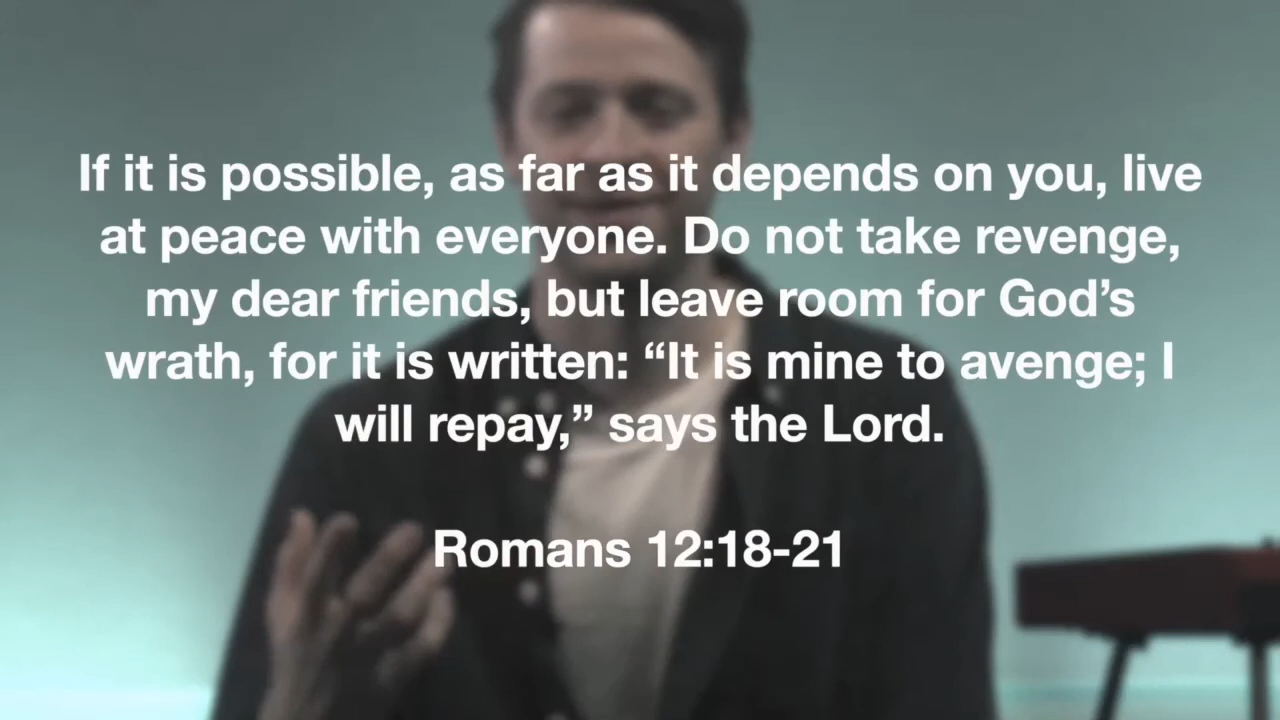 If it is possible, as far as it depends on you, live
at peace with everyone. Do not take revenge,
my dear friends, but leave room for God’s
wrath, for it is written: “It is mine to avenge; I
will repay,” says the Lord.
Romans 12:18-21